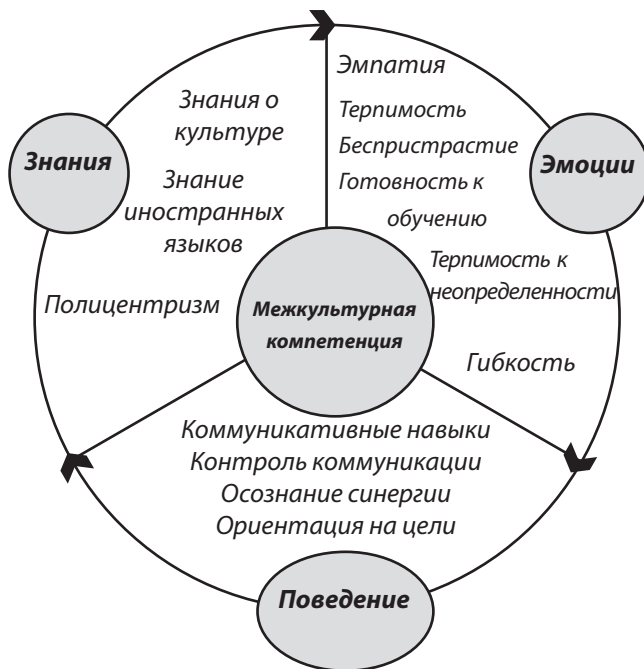 Знания
Знания о
культуре
Знание
иностранных
языков
Полицентризм
Эмпатия
Терпимость
Беспристрастие
Готовность к
обучению
Терпимость к
неопределенности
Гибкость
Эмоции
Межкультурная
компетенция
Коммуникативные навыки
Контроль коммуникации
Осознание синергии
Ориентация на цели
Поведение